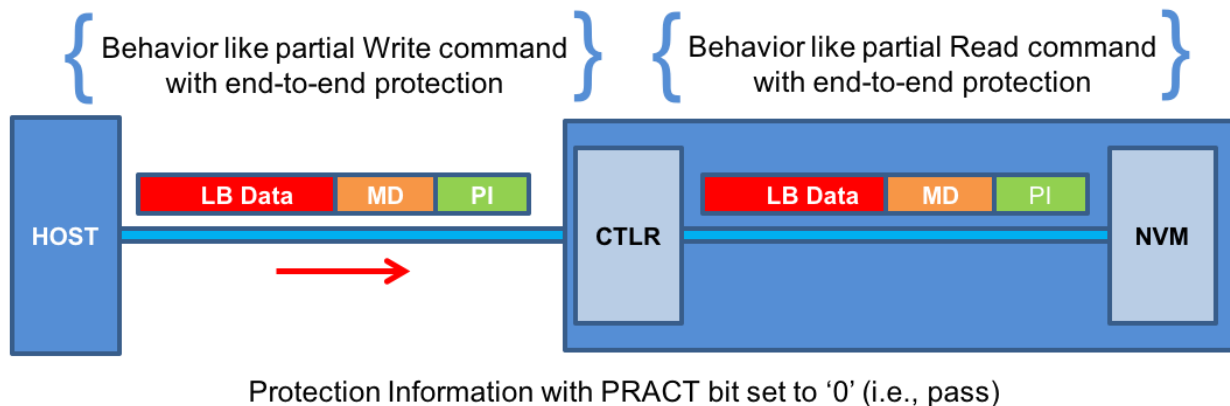 Behavior like partial Write command
with end-to-end protection
Behavior like partial Read command
with end-to-end protection
LB Data MD PI
LB Data MD PI
HOST
CTLR
NVM
Protection Information with PRACT bit set to ‘0’ (i.e., pass)